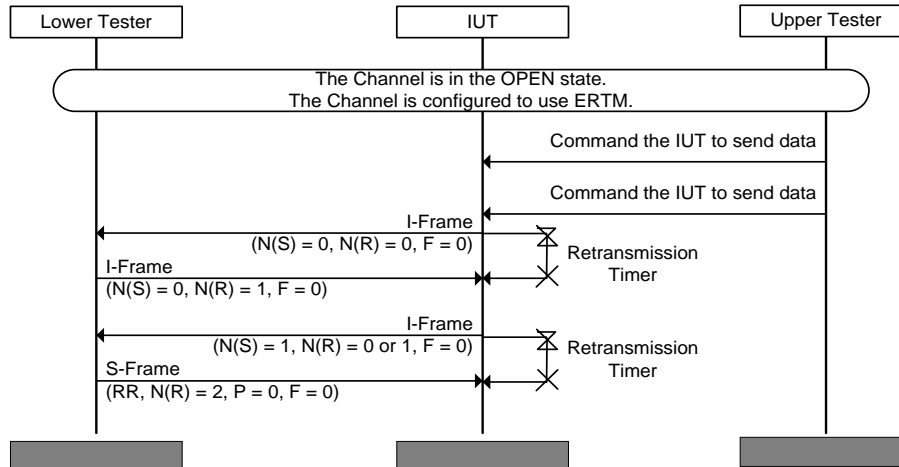 Lower Tester
IUT
Upper Tester
The Channel is in the OPEN state.
The Channel is configured to use ERTM.
Command the IUT to send data
Command the IUT to send data
I-Frame
(N(S) = 0, N(R) = 0, F = 0)
Retransmission
Timer
I-Frame
(N(S) = 0, N(R) = 1, F = 0)
I-Frame
(N(S) = 1, N(R) = 0 or 1, F = 0)
Retransmission
Timer
S-Frame
(RR, N(R) = 2, P = 0, F = 0)